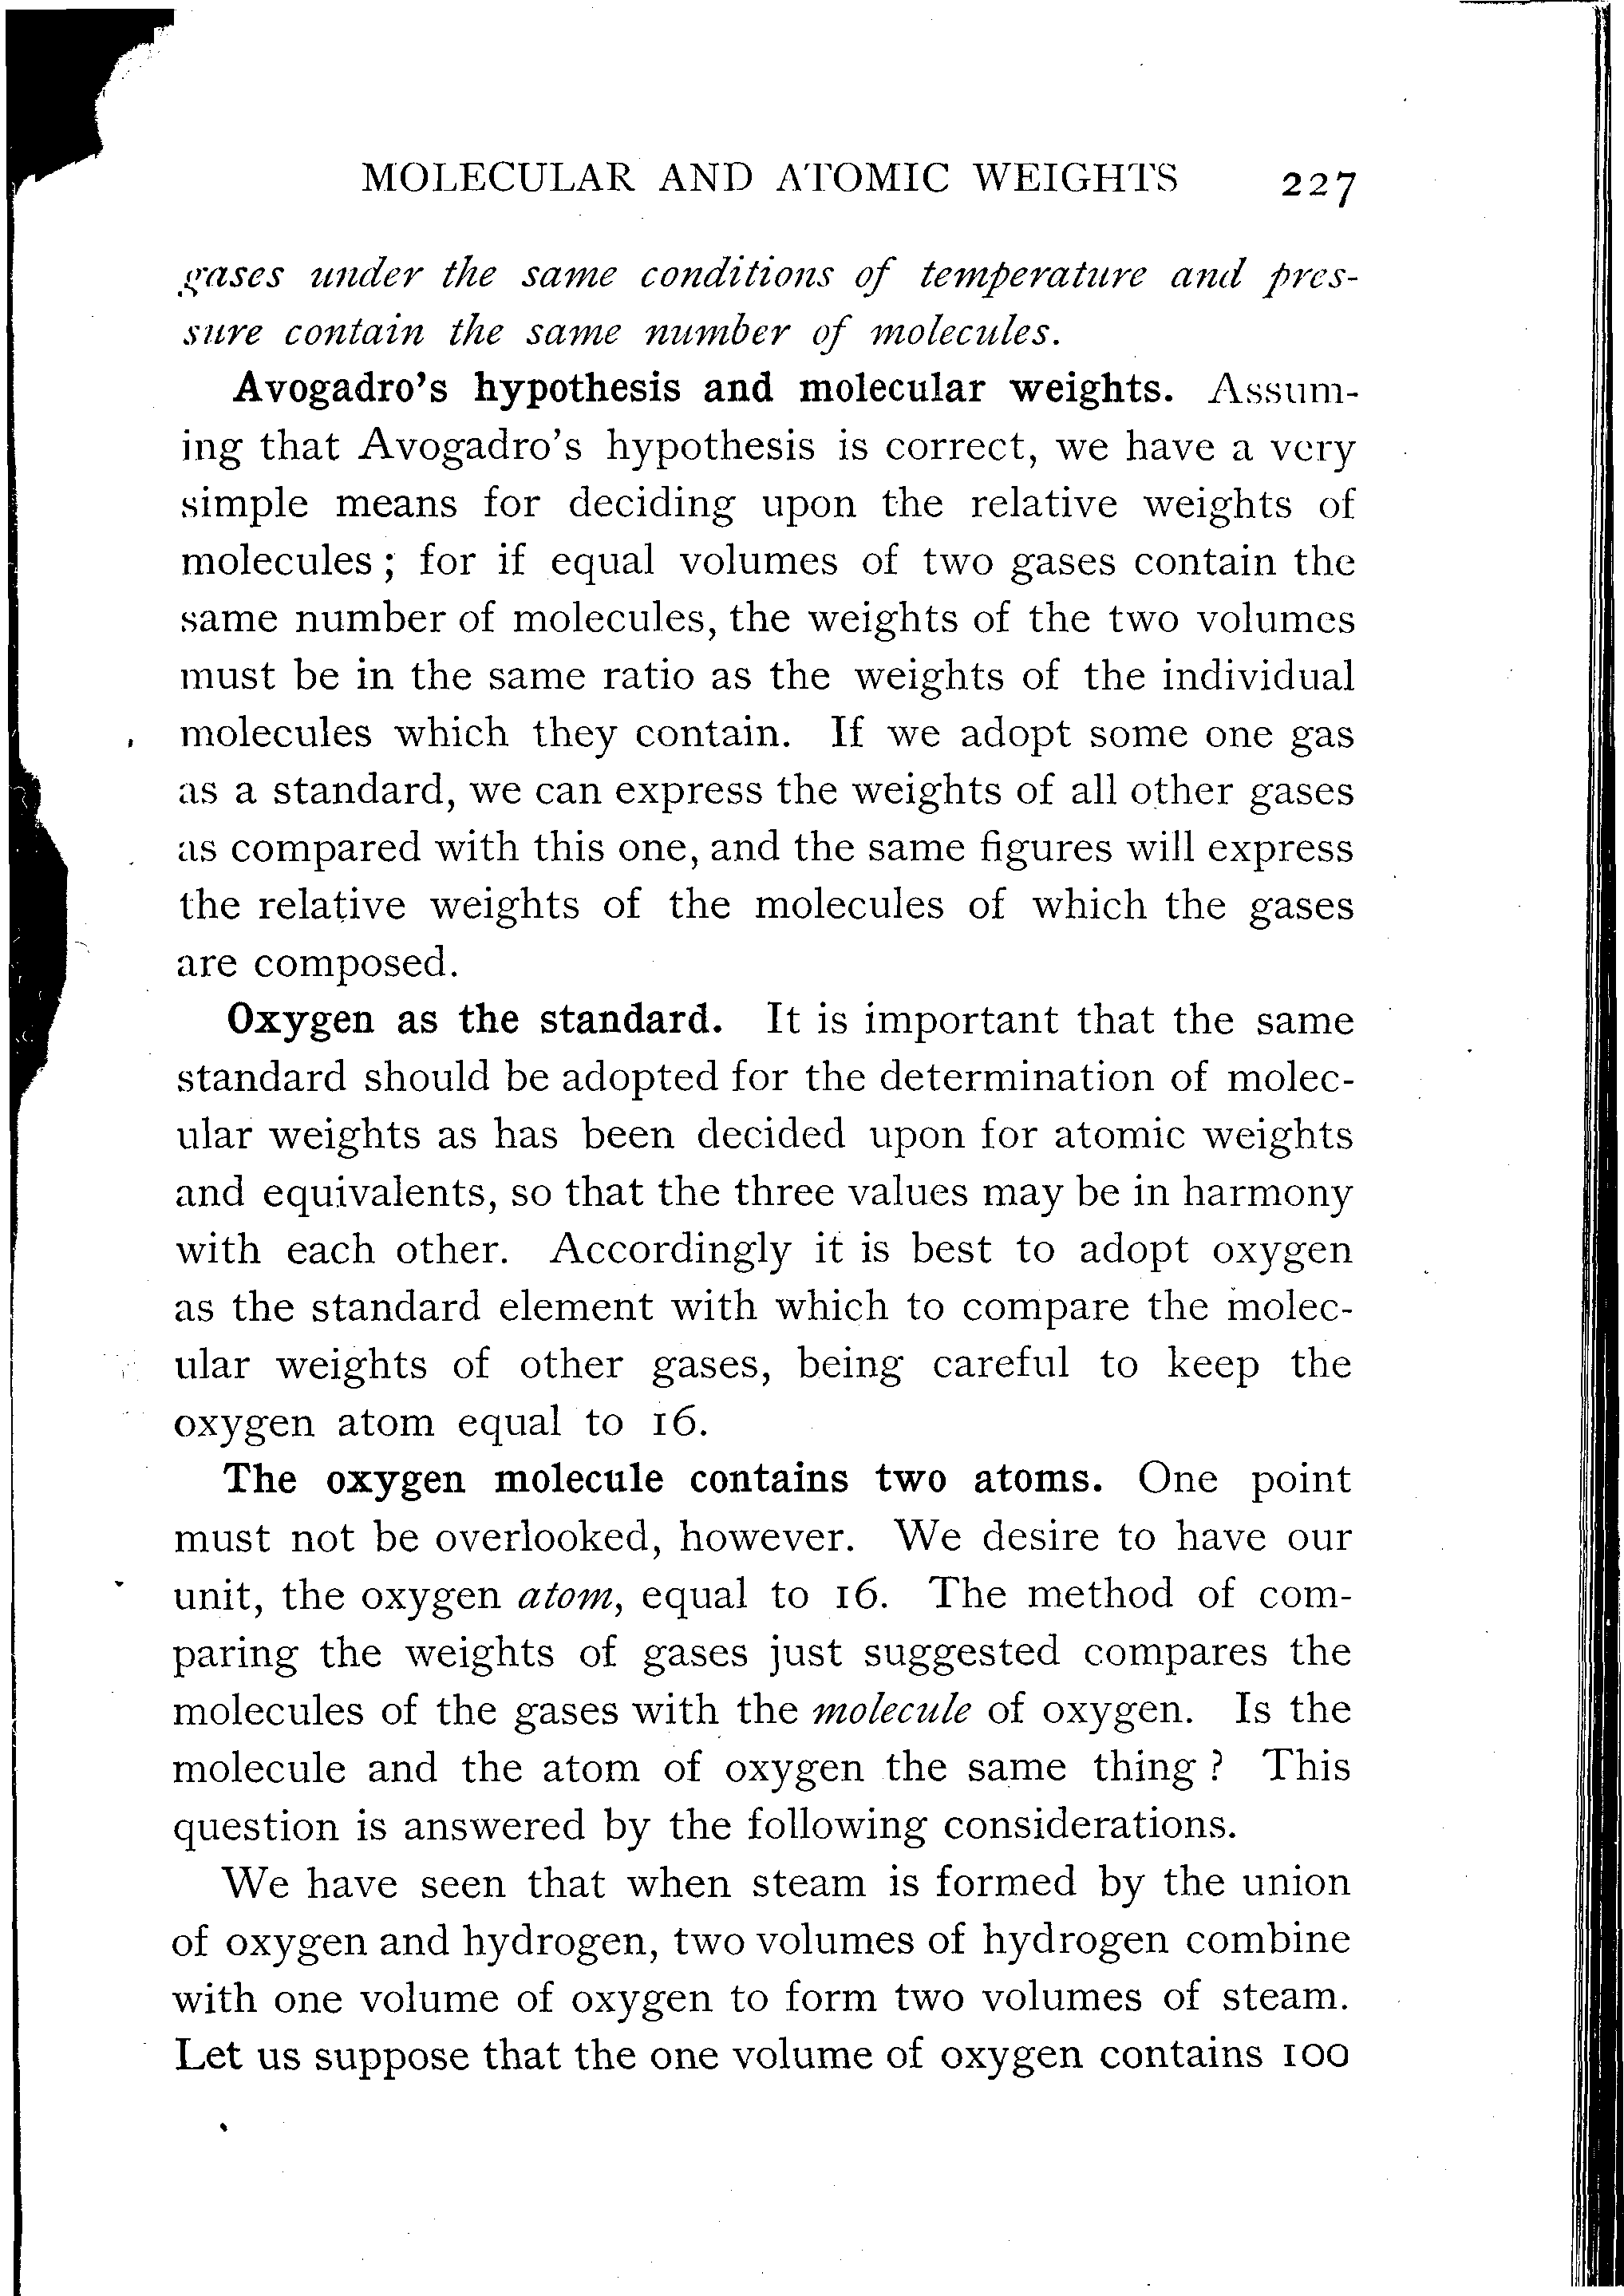 MOLECULAR AND ATOMIC WEIGHTS 227
gases under the same conditions of temperature and pres-
sure contain the same number of molecules.
Avogadro's hypothesis and molecular weights. Assum-
ing that Avogadro's hypothesis is correct, we have a very
simple means for deciding upon the relative weights of
molecules; for if equal volumes of two gases contain the
same number of molecules, the weights of the two volumes
must be in the same ratio as the weights of the individual
molecules which they contain. If we adopt some one gas
as a standard, we can express the weights of all other gases
as compared with this one, and the same figures will express
the relative weights of the molecules of which the gases
are composed.
Oxygen as the standard. It is important that the same
standard should be adopted for the determination of molec-
ular weights as has been decided upon for atomic weights
and equivalents, so that the three values may be in harmony
with each other. Accordingly it is best to adopt oxygen
as the standard element with which to compare the molec-
ular weights of other gases, being careful to keep the
oxygen atom equal to 16.
The oxygen molecule contains two atoms. One point
must not be overlooked, however. We desire to have our
unit, the oxygen atom, equal to 16. The method of com-
paring the weights of gases just suggested compares the
molecules of the gases with the molecule of oxygen. Is the
molecule and the atom of oxygen the same thing? This
question is answered by the following considerations.
We have seen that when steam is formed by the union
of oxygen and hydrogen, two volumes of hydrogen combine
with one volume of oxygen to form two volumes of steam.
Let us suppose that the one volume of oxygen contains 100